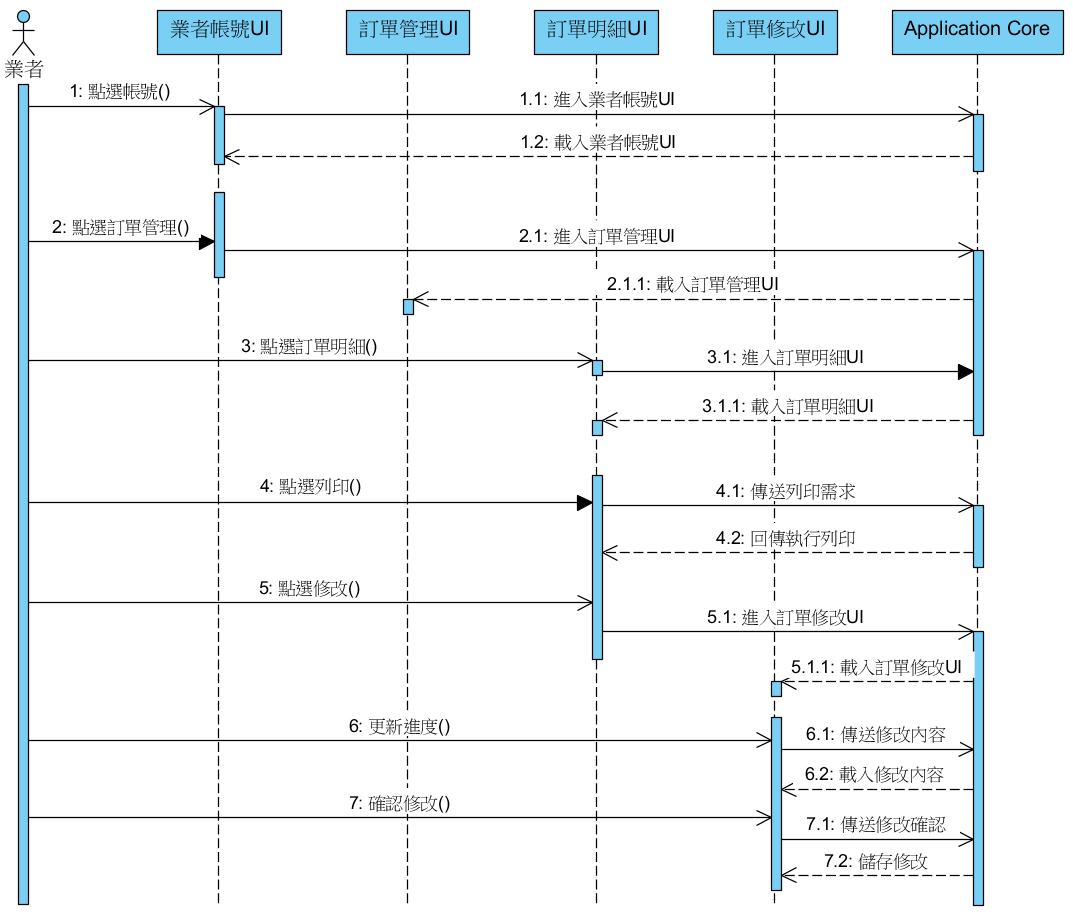 業者帳號UI
訂單管理UI
訂單明細UI
訂單修改UI
Application Core
業者
1: 點選帳號()
1.1: 進入業者帳號UI
1.2: 載入業者帳號UI
2: 點選訂單管理()
2.1: 進入訂單管理UI
2.1.1: 載入訂單管理UI
3: 點選訂單明細()
3.1: 進入訂單明細UI
3.1.1: 載入訂單明細UI
4: 點選列印()
4.1: 傳送列印需求
4.2: 回傳執行列印
5: 點選修改()
5.1: 進入訂單修改UI
5.1.1: 載入訂單修改UI
6: 更新進度()
6.1: 傳送修改內容
6.2: 載入修改內容
7: 確認修改()
7.1: 傳送修改確認
7.2: 儲存修改